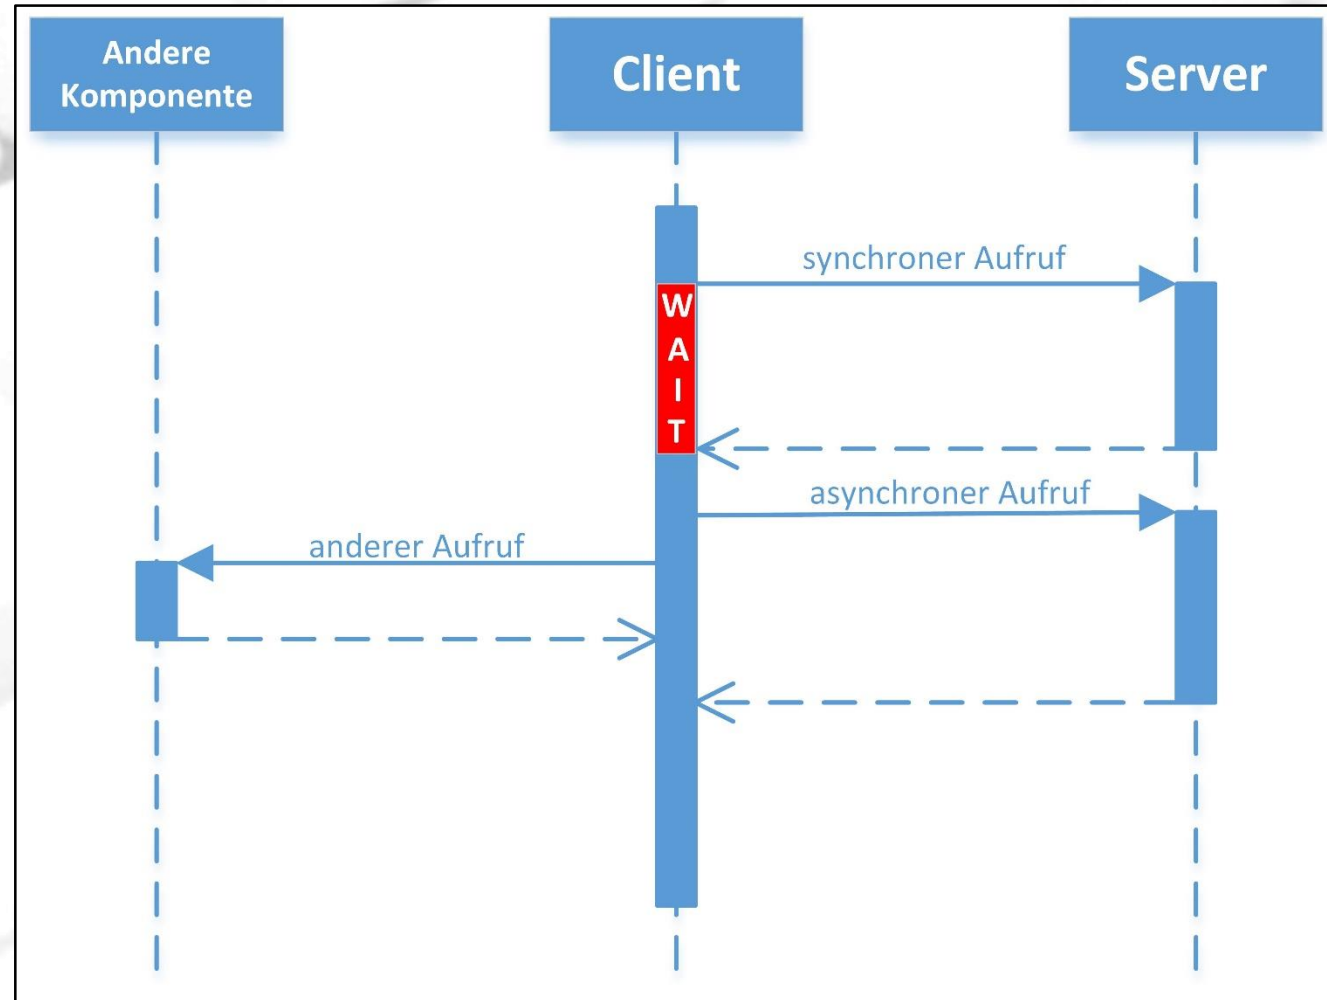 Andere
Komponente
Client
Server
synchroner Aufruf
W
A
I
T
asynchroner Aufruf
anderer Aufruf